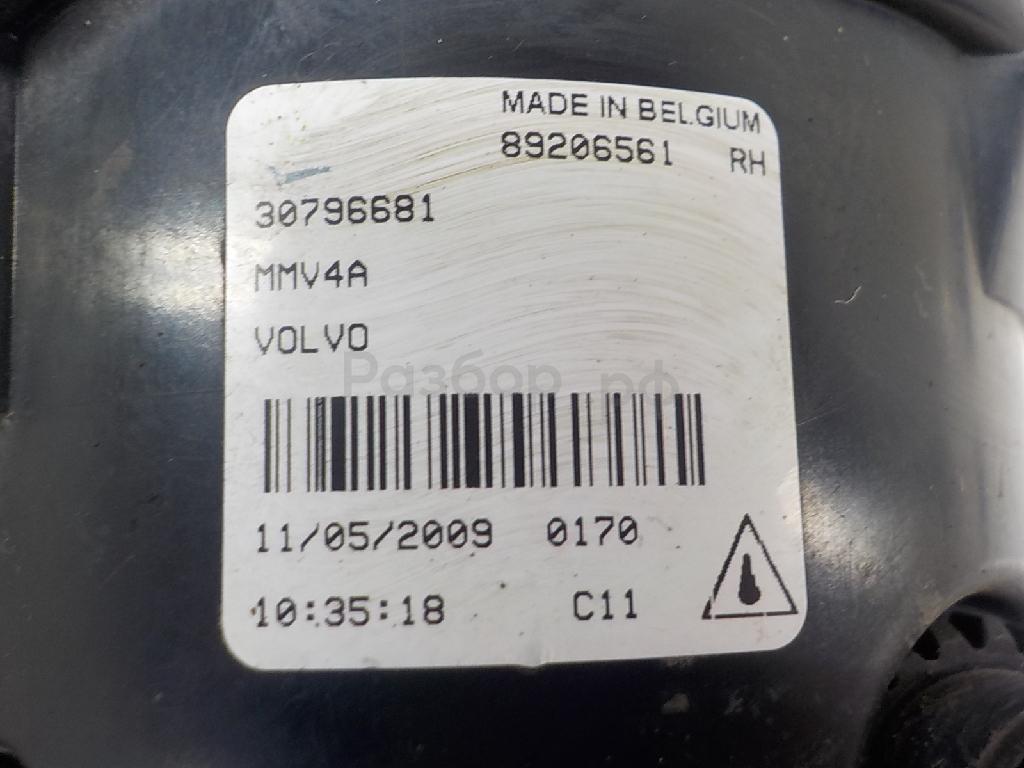 MADE IN BELGIUM
89206561 RH
30796681
MMV4A
VOLVO
Разбор.рф
11/05/2009 0170
10:35:18 C11